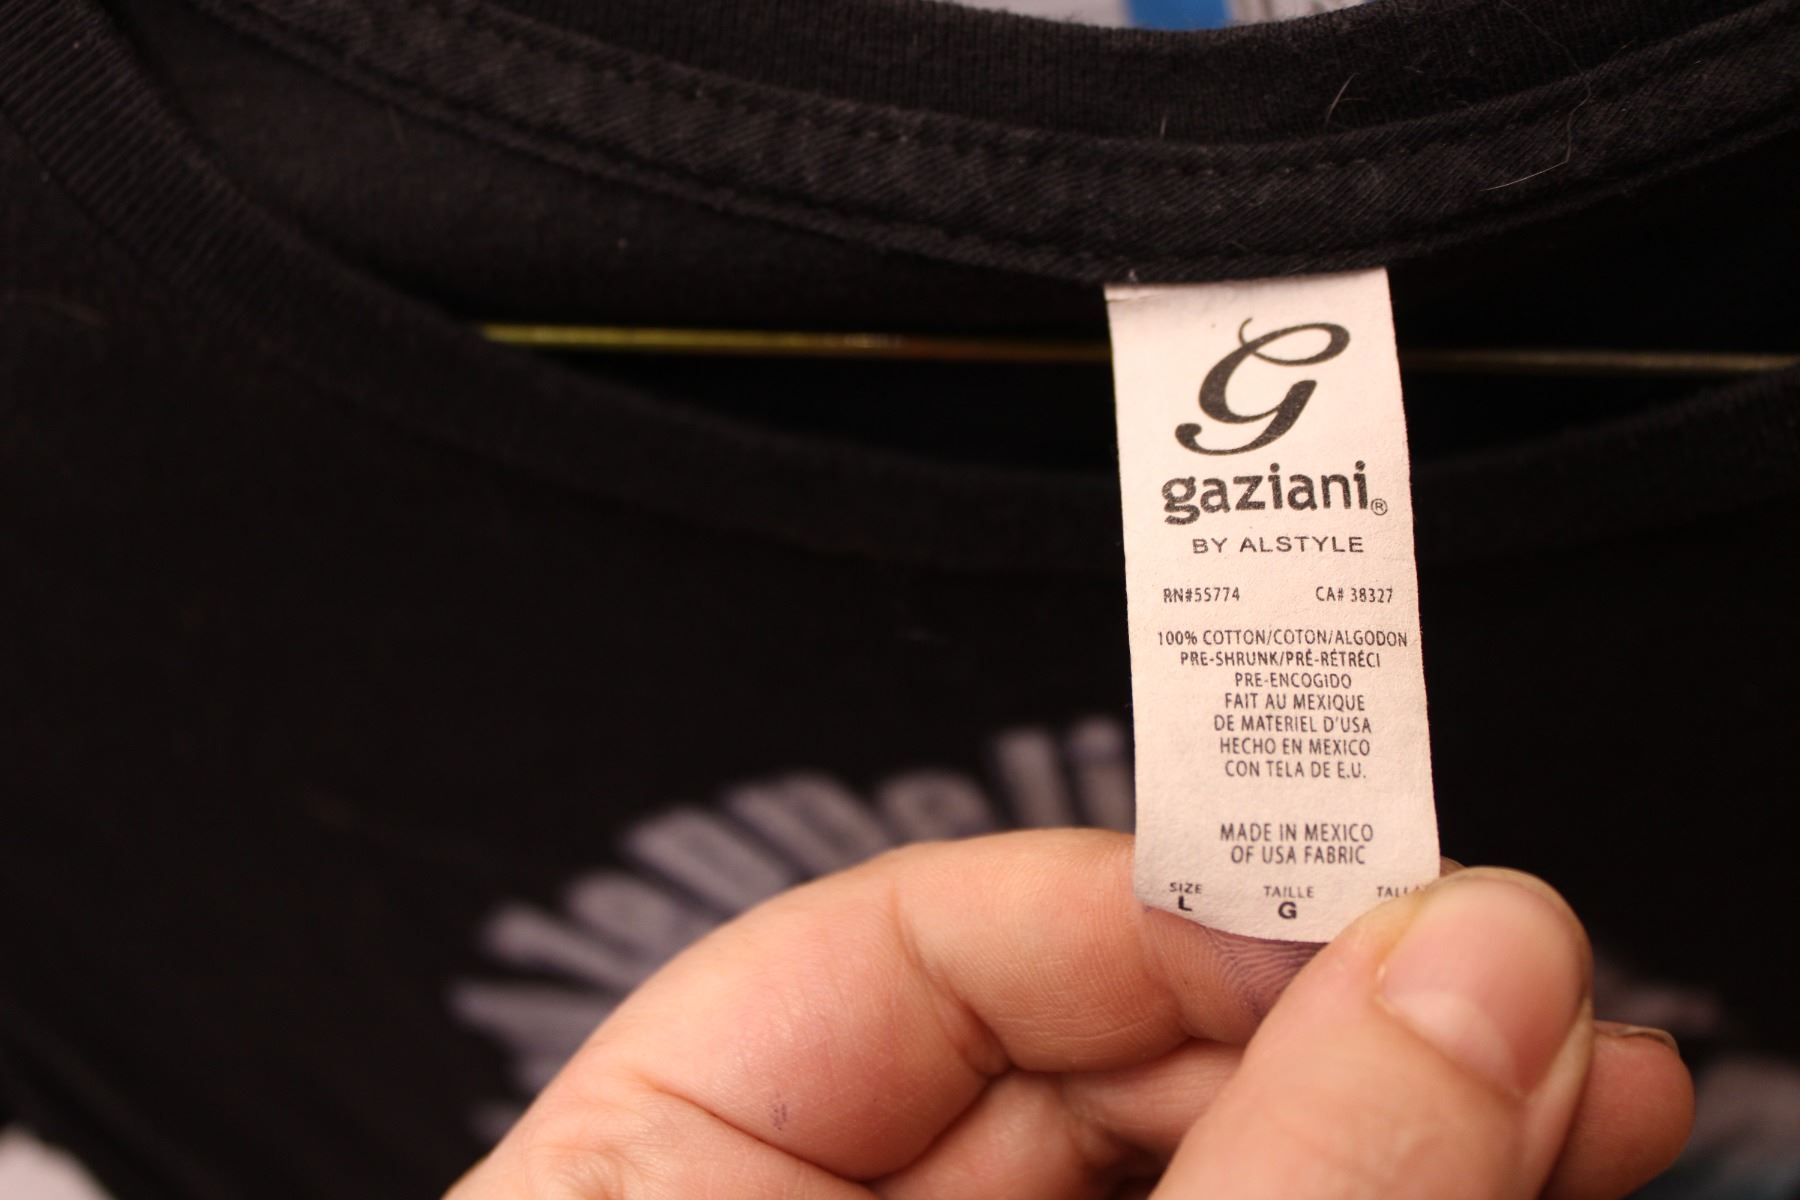 G
gaziani®
BY ALSTYLE
RN#55774 CA# 38327
100% COTTON/COTON/ALGODON
PRE-SHRUNK/PRÉ-RÉTRÉCI
PRE-ENCOGIDO
FAIT AU MEXIQUE
DE MATERIEL D'USA
HECHO EN MEXICO
CON TELA DE E.U.
MADE IN MEXICO
OF USA FABRIC
SIZE TAILLE
L G